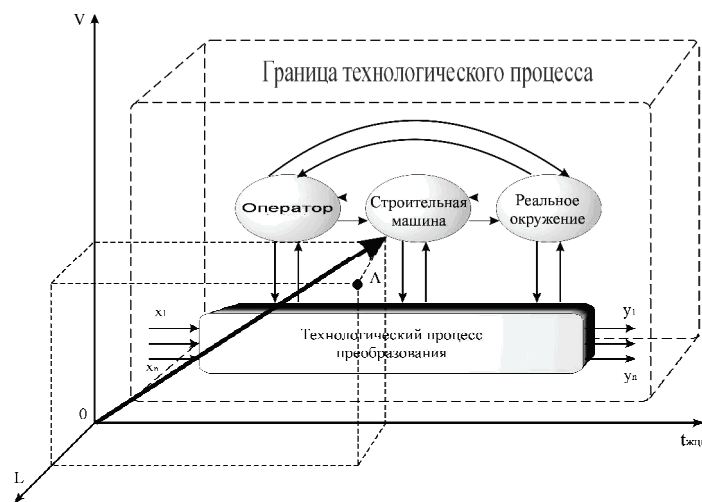 V
Граница технологического процесса
Оператор
Строительная
машина
Реальное
окружение
A
x1
xn
Технологический процесс
преобразования
y1
yn
0
tжц
L